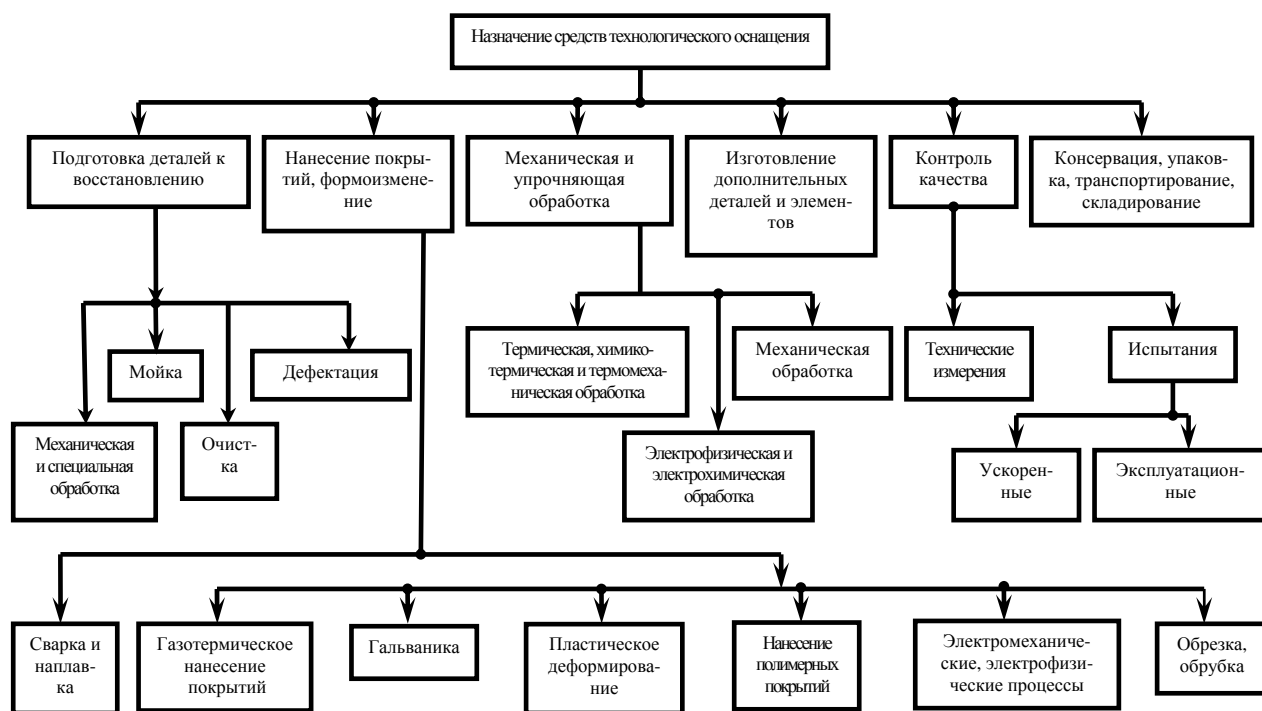 Назначение средств технологического оснащения
Подготовка деталей к
восстановлению
Нанесение покры-
тий, формоизмене-
ние
Механическая и
упрочняющая
обработка
Изготовление
дополнительных
деталей и элемен-
тов
Контроль
качества
Консервация, упаков-
ка, транспортирование,
складирование
Мойка
Дефектация
Механическая
и специальная
обработка
Очист-
ка
Термическая, химико-
термическая и термомеха-
ническая обработка
Механическая
обработка
Электрофизическая и
электрохимическая
обработка
Технические
измерения
Испытания
Ускорен-
ные
Эксплуатацион-
ные
Сварка и
наплав-
ка
Газотермическое
нанесение
покрытий
Гальваника
Пластическое
деформирова-
ние
Нанесение
полимерных
покрытий
Электромеханиче-
ские, электрофизи-
ческие процессы
Обрезка,
обрубка